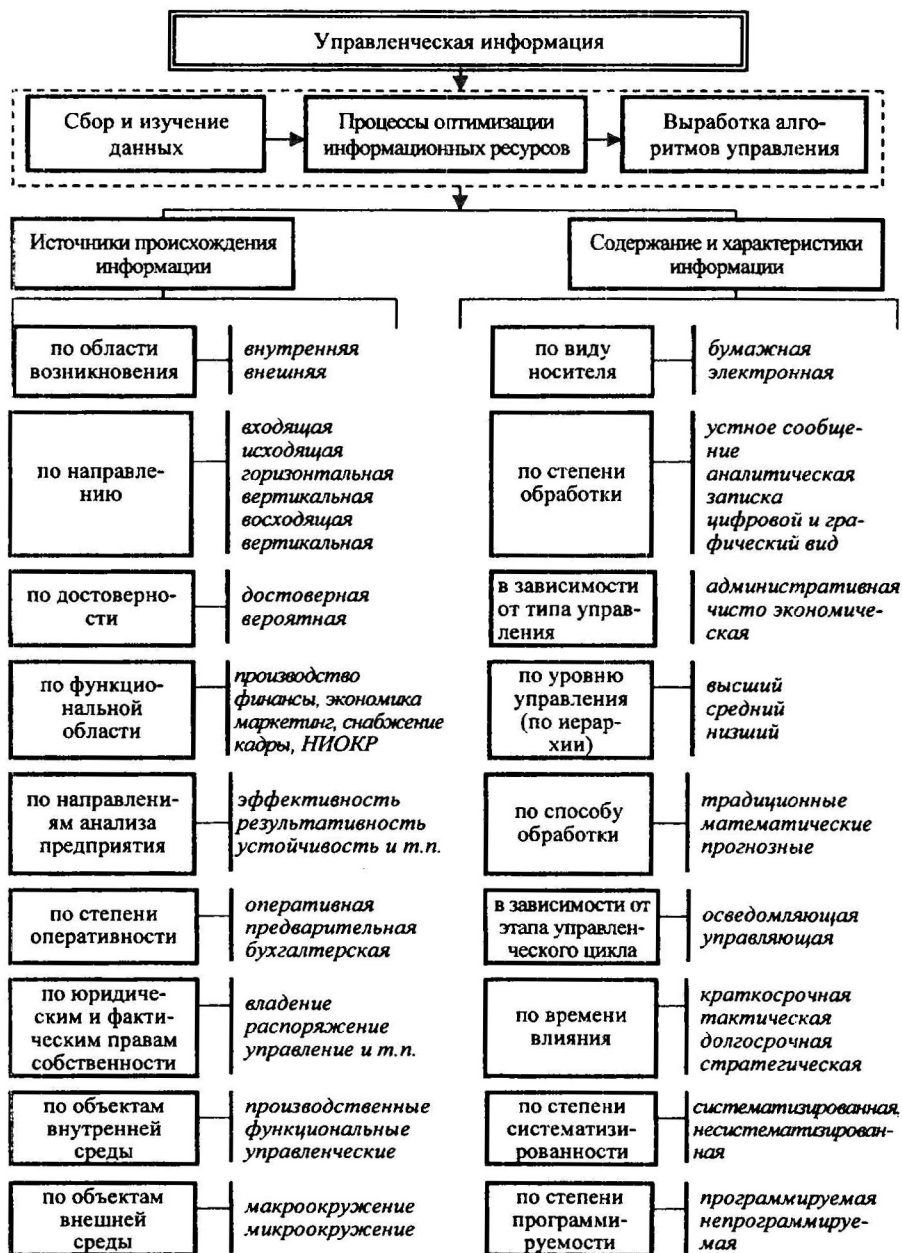 Управленческая информация
Сбор и изучение
данных
Процессы оптимизации
информационных ресурсов
Выработка алго-
ритмов управления
Источники происхождения
информации
Содержание и характеристики
информации
по области
возникновения
внутренняя
внешняя
по направле-
нию
входящая
исходящая
горизонтальная
вертикальная
восходящая
вертикальная
по достоверно-
сти
достоверная
вероятная
по функцио-
нальной
области
производство
финансы, экономика
маркетинг, снабжение
кадры, НИОКР
по направлени-
ям анализа
предприятия
эффективность
результативность
устойчивость и т.п.
по степени
оперативности
оперативная
предварительная
бухгалтерская
по юридиче-
ским и факти-
ческим правам
собственности
владение
распоряжение
управление и т.п.
по объектам
внутренней
среды
производственные
функциональные
управленческие
по объектам
внешней
среды
макроокружение
микроокружение
по виду
носителя
бумажная
электронная
по степени
обработки
устное сообще-
ние
аналитическая
записка
цифровой и гра-
фический вид
в зависимости
от типа управ-
ления
административная
чисто экономиче-
ская
по уровню
управления
(по иерар-
хии)
высший
средний
низший
по способу
обработки
традиционные
математические
прогнозные
в зависимости от
этапа управлен-
ческого цикла
осведомляющая
управляющая
по времени
влияния
краткосрочная
тактическая
долгосрочная
стратегическая
по степени
системат­изи-
рованности
систематизированная,
несистематизирован-
ная
по степени
программи-
руемости
программируемая
непрограммируе-
мая